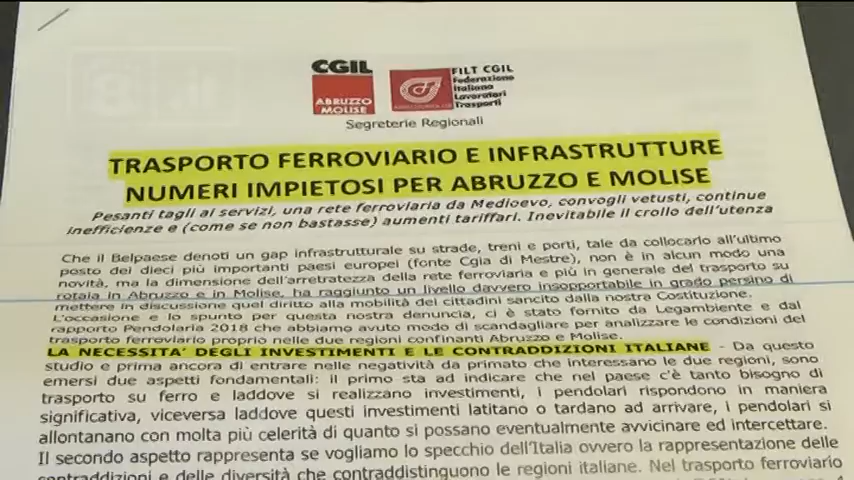 CGIL
ABRUZZO
MOLISE
FILT CGIL
Federazione
Italiana
Lavoratori
Trasporti
Segreterie Regionali
TRASPORTO FERROVIARIO E INFRASTRUTTURE
NUMERI IMPIETOSI PER ABRUZZO E MOLISE
Pesanti tagli ai servizi, una rete ferroviaria da Medioevo, convogli vetusti, continue
inefficienze e (come se non bastasse) aumenti tariffari. Inevitabile il crollo dell'utenza
Che il Belpaese denoti un gap infrastrutturale su strade, treni e porti, tale da collocarlo all'ultimo
posto dei dieci più importanti paesi europei (fonte Cgia di Mestre), non è in alcun modo una
novità, ma la dimensione dell'arretratezza della rete ferroviaria e più in generale del trasporto su
rotaia in Abruzzo e in Molise, ha raggiunto un livello davvero insopportabile in grado persino di
mettere in discussione quel diritto alla mobilità dei cittadini sancito dalla nostra Costituzione.
L'occasione e lo spunto per questa nostra denuncia, ci è stato fornito da Legambiente e dal
rapporto Pendolaria 2018 che abbiamo avuto modo di scandagliare per analizzare le condizioni del
trasporto ferroviario proprio nelle due regioni confinanti Abruzzo e Molise.
LA NECESSITA' DEGLI INVESTIMENTI E LE CONTRADDIZIONI ITALIANE - Da questo
studio e prima ancora di entrare nelle negatività da primato che interessano le due regioni, sono
emersi due aspetti fondamentali: il primo sta ad indicare che nel paese c'è tanto bisogno di
trasporto su ferro e laddove si realizzano investimenti, i pendolari rispondono in maniera
significativa, viceversa laddove questi investimenti latitano o tardano ad arrivare, i pendolari si
allontanano con molta più celerità di quanto si possano eventualmente avvicinare ed intercettare.
Il secondo aspetto rappresenta se vogliamo lo specchio dell'Italia ovvero la rappresentazione delle
contraddizioni e delle diversità che contraddistinguono le regioni italiane. Nel trasporto ferroviario